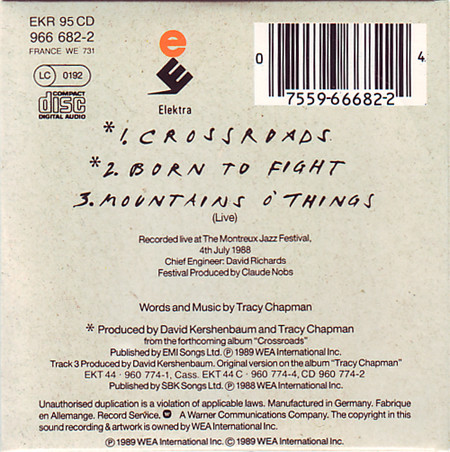 EKR 95 CD
966 682-2
FRANCE WE 731
LC 0192
COMPACT
disc
DIGITAL AUDIO
e
Elektra
0 7559-66682-2 4
*1. CROSSROADS
*2. BORN TO FIGHT
3. MOUNTAINS O' THINGS
(Live)
Recorded live at The Montreux Jazz Festival,
4th July 1988
Chief Engineer: David Richards
Festival Produced by Claude Nobs
Words and Music by Tracy Chapman
* Produced by David Kershenbaum and Tracy Chapman
from the forthcoming album "Crossroads"
Published by EMI Songs Ltd. ℗ 1989 WEA International Inc.
Track 3 Produced by David Kershenbaum. Original version on the album "Tracy Chapman"
EKT 44 · 960 774-1, Cass. EKT 44 C · 960 774-4, CD 960 774-2
Published by SBK Songs Ltd. ℗ 1988 WEA International Inc.
Unauthorised duplication is a violation of applicable laws. Manufactured in Germany. Fabrique
en Allemange. Record Service. A Warner Communications Company. The copyright in this
sound recording & artwork is owned by WEA International Inc.
℗ 1989 WEA International Inc. © 1989 WEA International Inc.